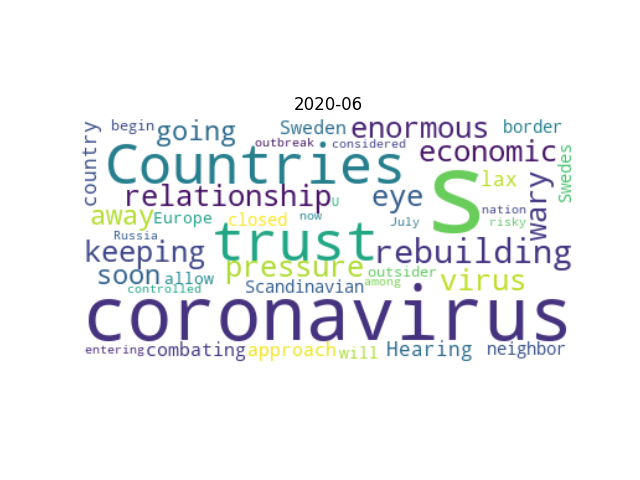 2020-06
begin going Sweden enormous border
country outbreak considered
Countries economic Swedes
relationship U eye S lax wary
away Europe closed now July nation risky
Russia trust rebuilding
keeping pressure outsider
soon allow Scandinavian among virus
controlled
coronavirus
entering combating approach will Hearing neighbor